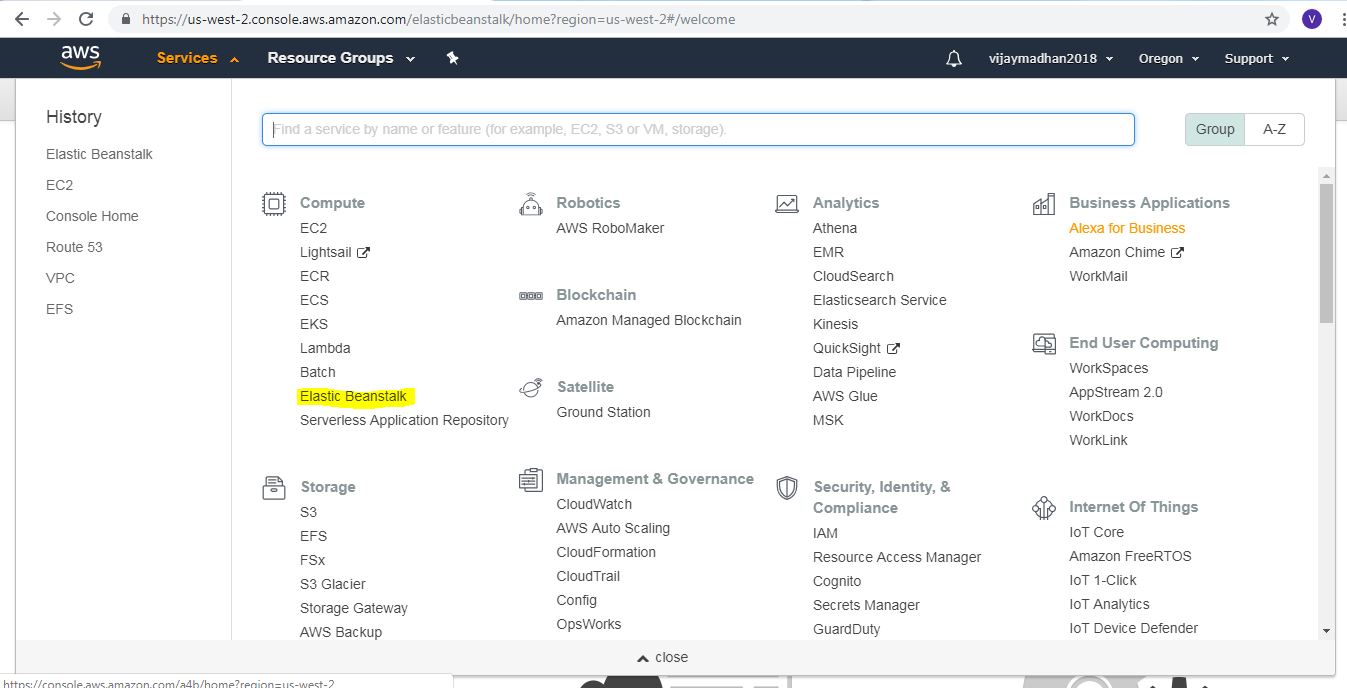 https://us-west-2.console.aws.amazon.com/elasticbeanstalk/home?region=us-west-2#/welcome
V
aws
Services
Resource Groups
vijaymadhan2018
Oregon
Support
History
Elastic Beanstalk
EC2
Console Home
Route 53
VPC
EFS
Find a service by name or feature (for example, EC2, S3 or VM, storage).
Group
A-Z
Compute
EC2
Lightsail
ECR
ECS
EKS
Lambda
Batch
Elastic Beanstalk
Serverless Application Repository
Storage
S3
EFS
FSx
S3 Glacier
Storage Gateway
AWS Backup
Robotics
AWS RoboMaker
Blockchain
Amazon Managed Blockchain
Satellite
Ground Station
Management & Governance
CloudWatch
AWS Auto Scaling
CloudFormation
CloudTrail
Config
OpsWorks
Analytics
Athena
EMR
CloudSearch
Elasticsearch Service
Kinesis
QuickSight
Data Pipeline
AWS Glue
MSK
Security, Identity, &
Compliance
IAM
Resource Access Manager
Cognito
Secrets Manager
GuardDuty
Business Applications
Alexa for Business
Amazon Chime
WorkMail
End User Computing
WorkSpaces
AppStream 2.0
WorkDocs
WorkLink
Internet Of Things
IoT Core
Amazon FreeRTOS
IoT 1-Click
IoT Analytics
IoT Device Defender
close
https://console.aws.amazon.com/a4b/home?region=us-west-2